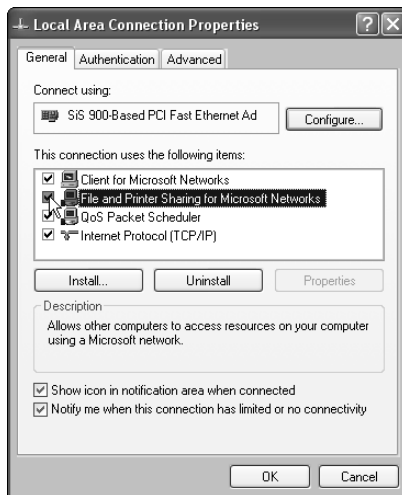 Local Area Connection Properties
General Authentication Advanced
Connect using:
SiS 900-Based PCI Fast Ethernet Ad Configure...
This connection uses the following items:
Client for Microsoft Networks
File and Printer Sharing for Microsoft Networks
QoS Packet Scheduler
Internet Protocol (TCP/IP)
Install... Uninstall Properties
Description
Allows other computers to access resources on your computer
using a Microsoft network.
Show icon in notification area when connected
Notify me when this connection has limited or no connectivity
OK Cancel